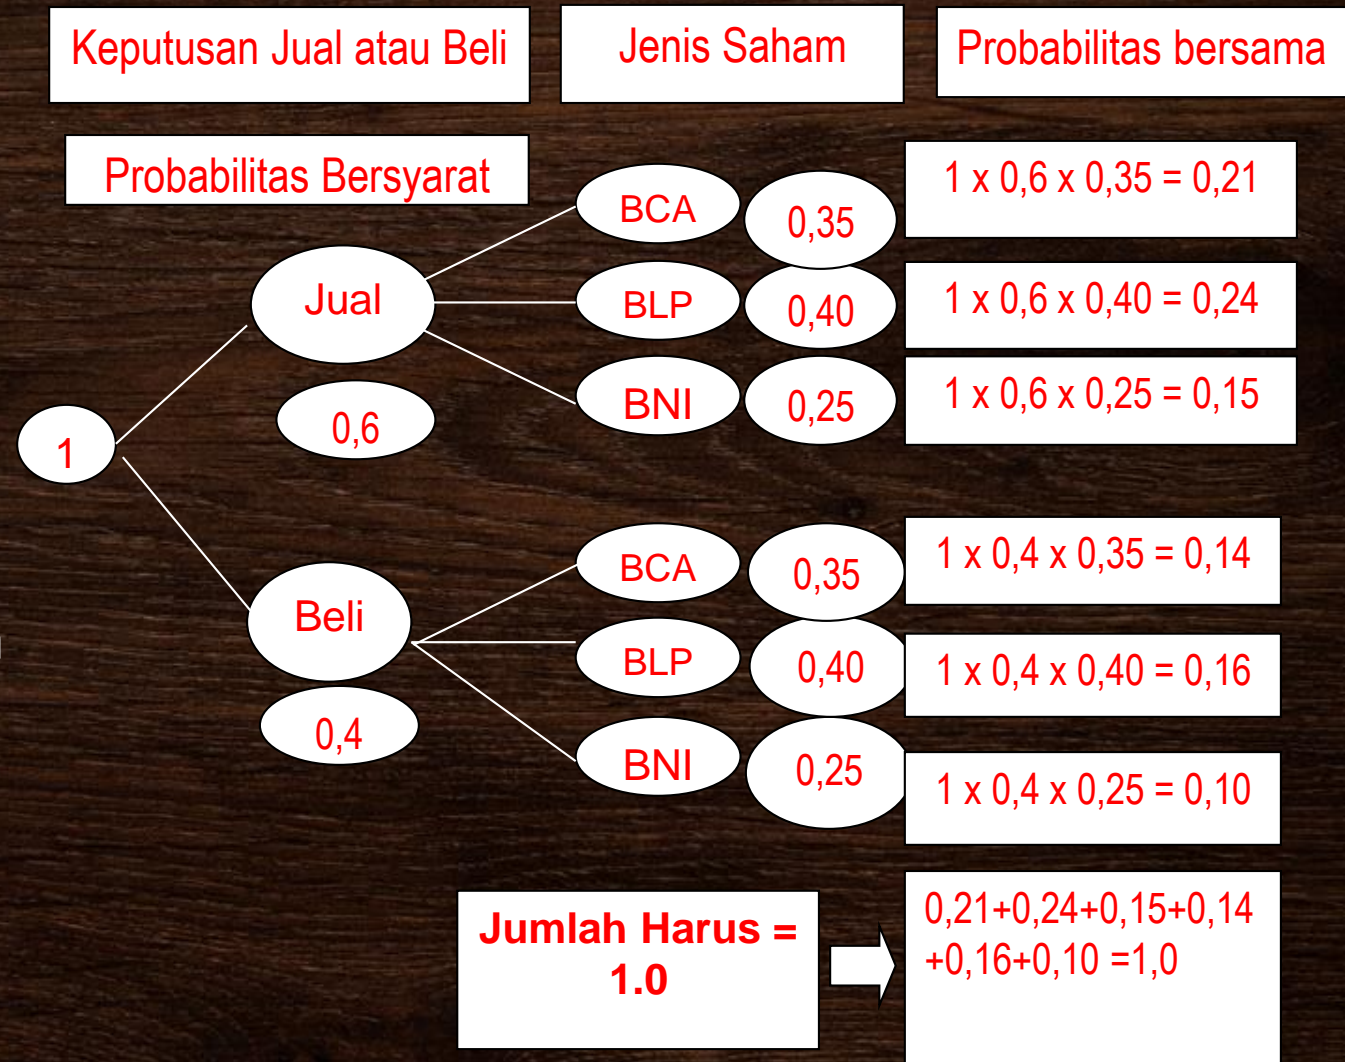 Keputusan Jual atau Beli
Jenis Saham
Probabilitas bersama
Probabilitas Bersyarat
BCA
0,35
1 x 0,6 x 0,35 = 0,21
Jual
BLP
0,40
1 x 0,6 x 0,40 = 0,24
BNI
0,25
1 x 0,6 x 0,25 = 0,15
0,6
1
BCA
0,35
1 x 0,4 x 0,35 = 0,14
Beli
BLP
0,40
1 x 0,4 x 0,40 = 0,16
0,4
BNI
0,25
1 x 0,4 x 0,25 = 0,10
Jumlah Harus =
1.0
0,21+0,24+0,15+0,14
+0,16+0,10 =1,0